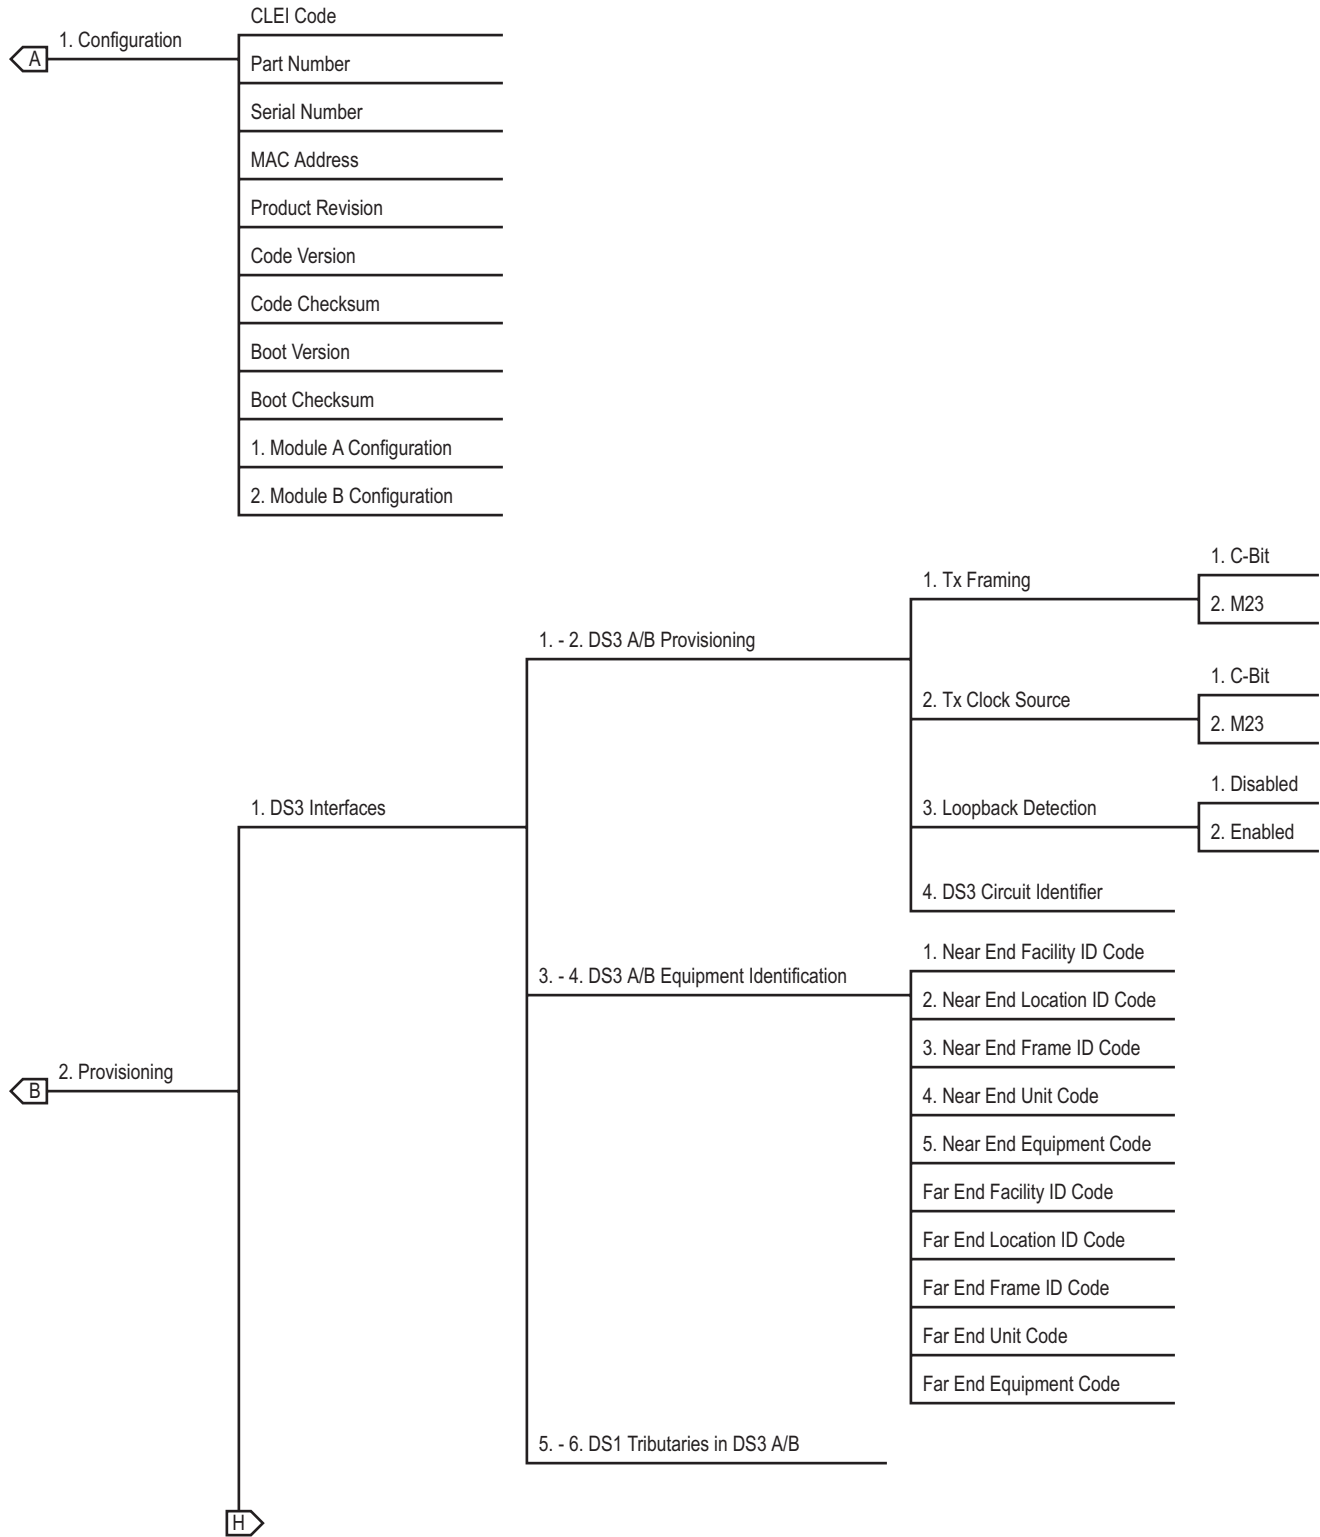 CLEI Code
1. Configuration
A
Part Number
Serial Number
MAC Address
Product Revision
Code Version
Code Checksum
Boot Version
Boot Checksum
1. Module A Configuration
2. Module B Configuration
1. C-Bit
1. Tx Framing
2. M23
1. - 2. DS3 A/B Provisioning
1. C-Bit
2. Tx Clock Source
2. M23
1. Disabled
1. DS3 Interfaces
3. Loopback Detection
2. Enabled
4. DS3 Circuit Identifier
1. Near End Facility ID Code
3. - 4. DS3 A/B Equipment Identification
2. Near End Location ID Code
3. Near End Frame ID Code
2. Provisioning
B
4. Near End Unit Code
5. Near End Equipment Code
Far End Facility ID Code
Far End Location ID Code
Far End Frame ID Code
Far End Unit Code
Far End Equipment Code
5. - 6. DS1 Tributaries in DS3 A/B
H